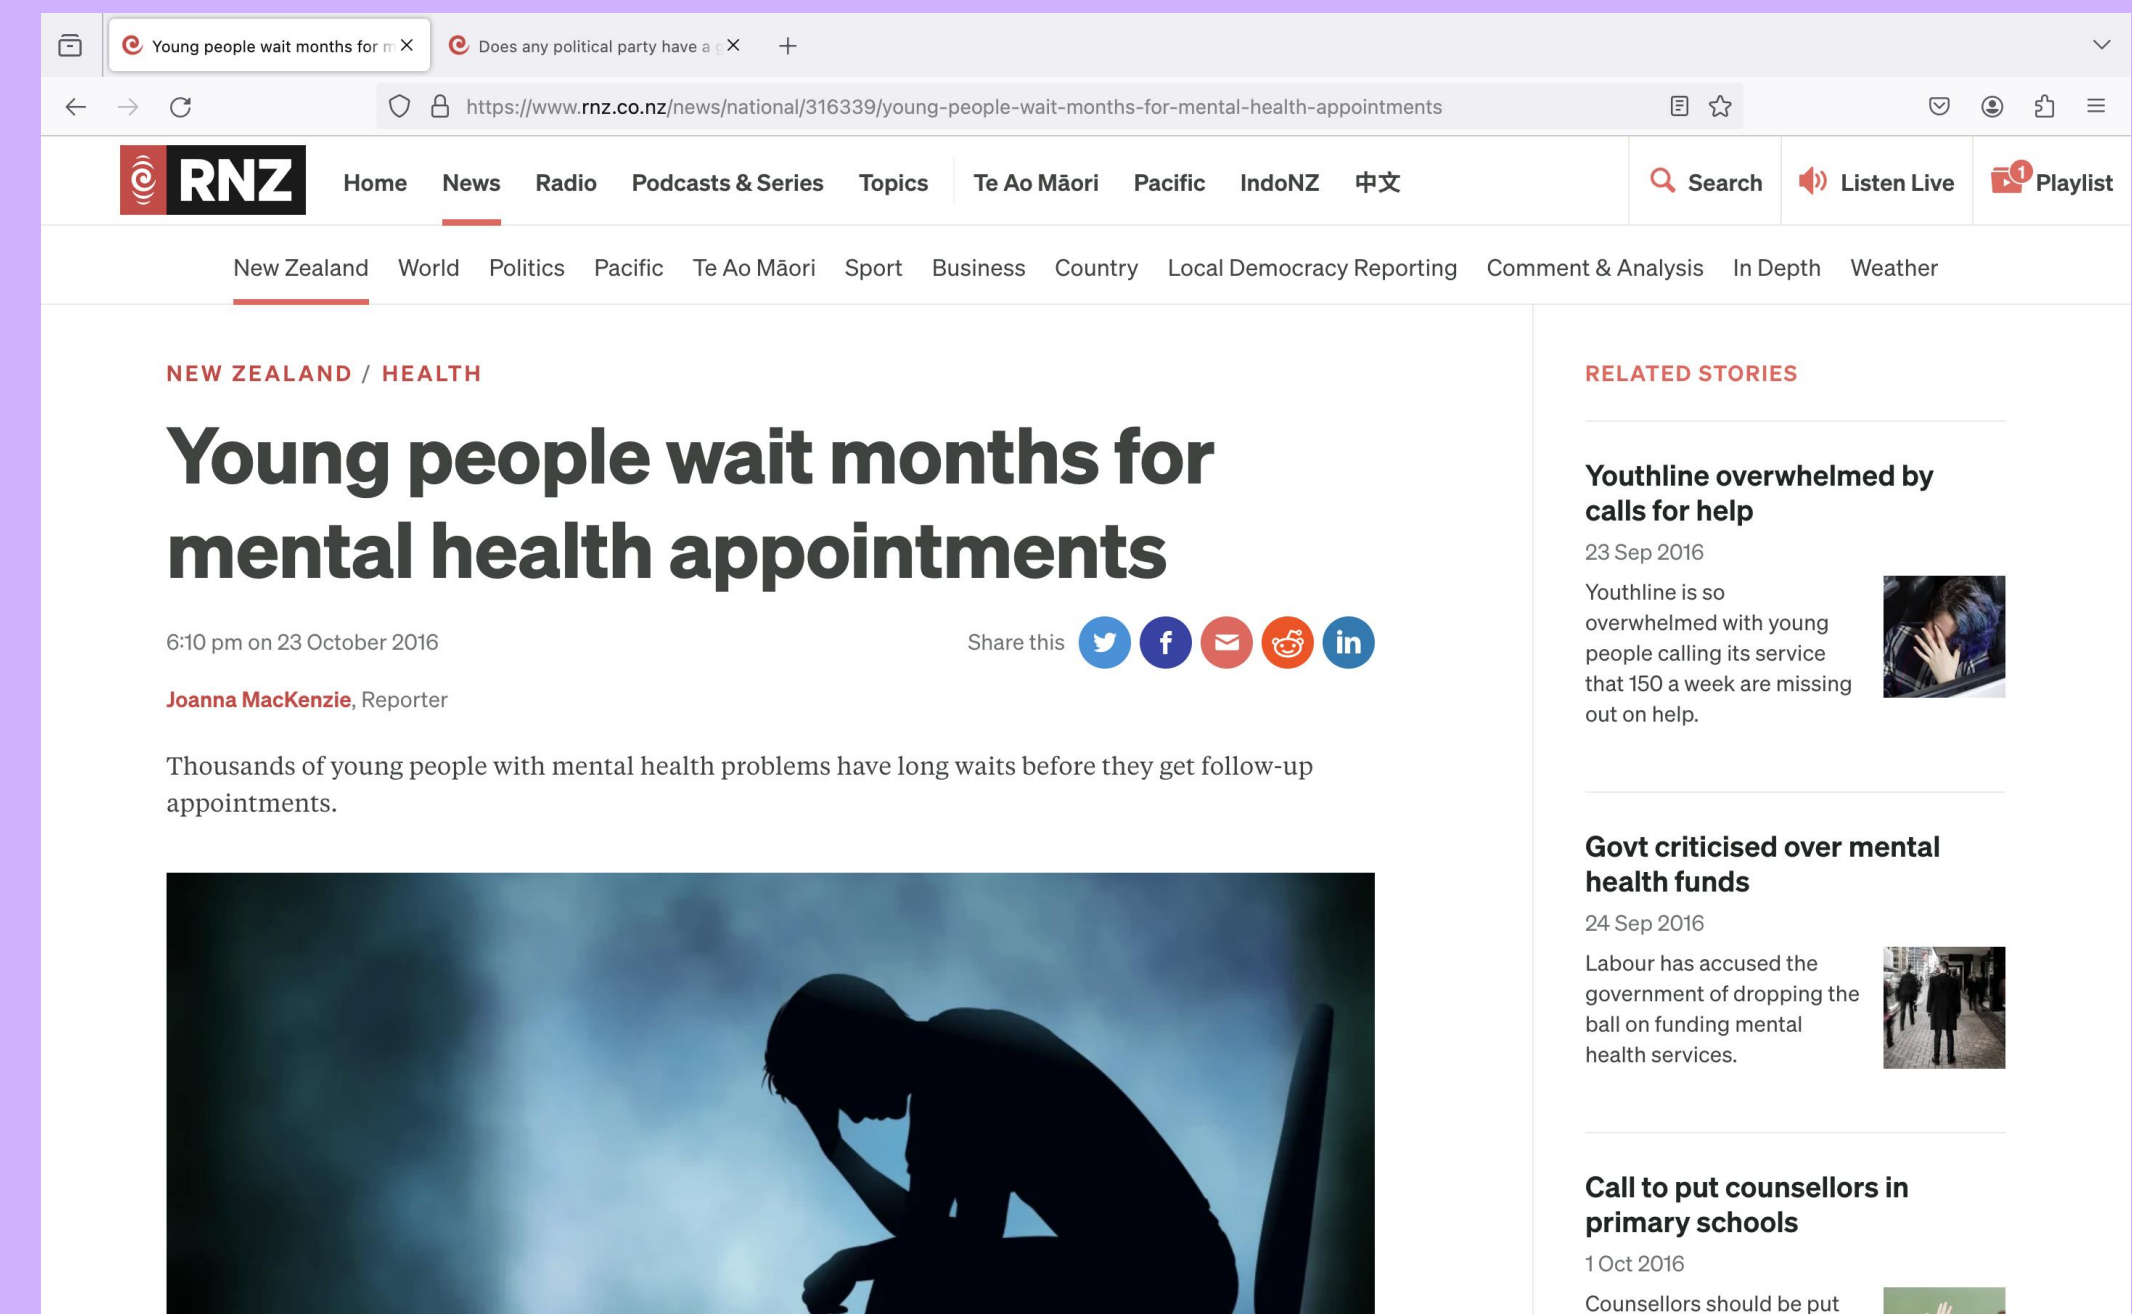 Young people wait months for m
Does any political party have a g
https://www.rnz.co.nz/news/national/316339/young-people-wait-months-for-mental-health-appointments
RNZ
Home
News
Radio
Podcasts & Series
Topics
Te Ao Māori
Pacific
IndoNZ
中文
Search
Listen Live
1
Playlist
New Zealand
World
Politics
Pacific
Te Ao Māori
Sport
Business
Country
Local Democracy Reporting
Comment & Analysis
In Depth
Weather
NEW ZEALAND / HEALTH
Young people wait months for
mental health appointments
6:10 pm on 23 October 2016
Share this
f
in
Joanna MacKenzie, Reporter
Thousands of young people with mental health problems have long waits before they get follow-up
appointments.
RELATED STORIES
Youthline overwhelmed by
calls for help
23 Sep 2016
Youthline is so
overwhelmed with young
people calling its service
that 150 a week are missing
out on help.
Govt criticised over mental
health funds
24 Sep 2016
Labour has accused the
government of dropping the
ball on funding mental
health services.
Call to put counsellors in
primary schools
1 Oct 2016
Counsellors should be put